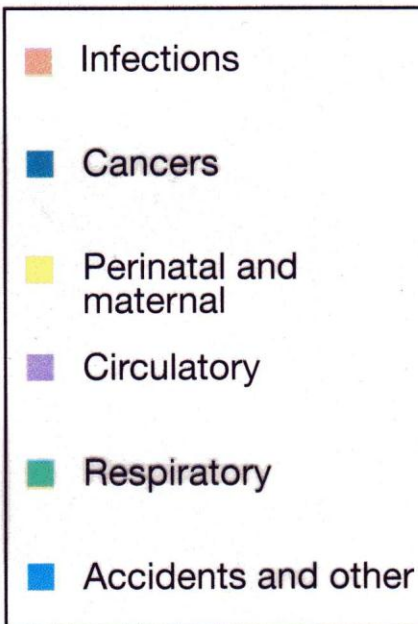 Infections
Cancers
Perinatal and
maternal
Circulatory
Respiratory
Accidents and other